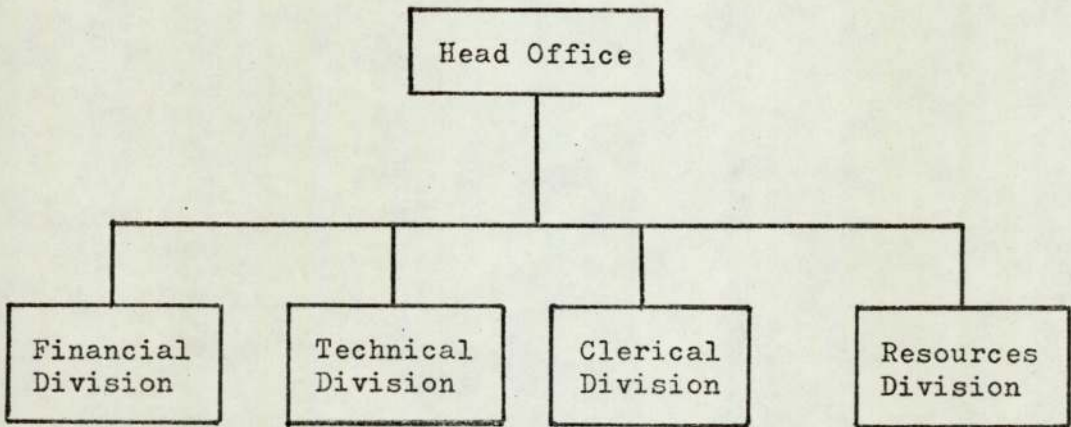 Head Office
Financial
Division
Technical
Division
Clerical
Division
Resources
Division